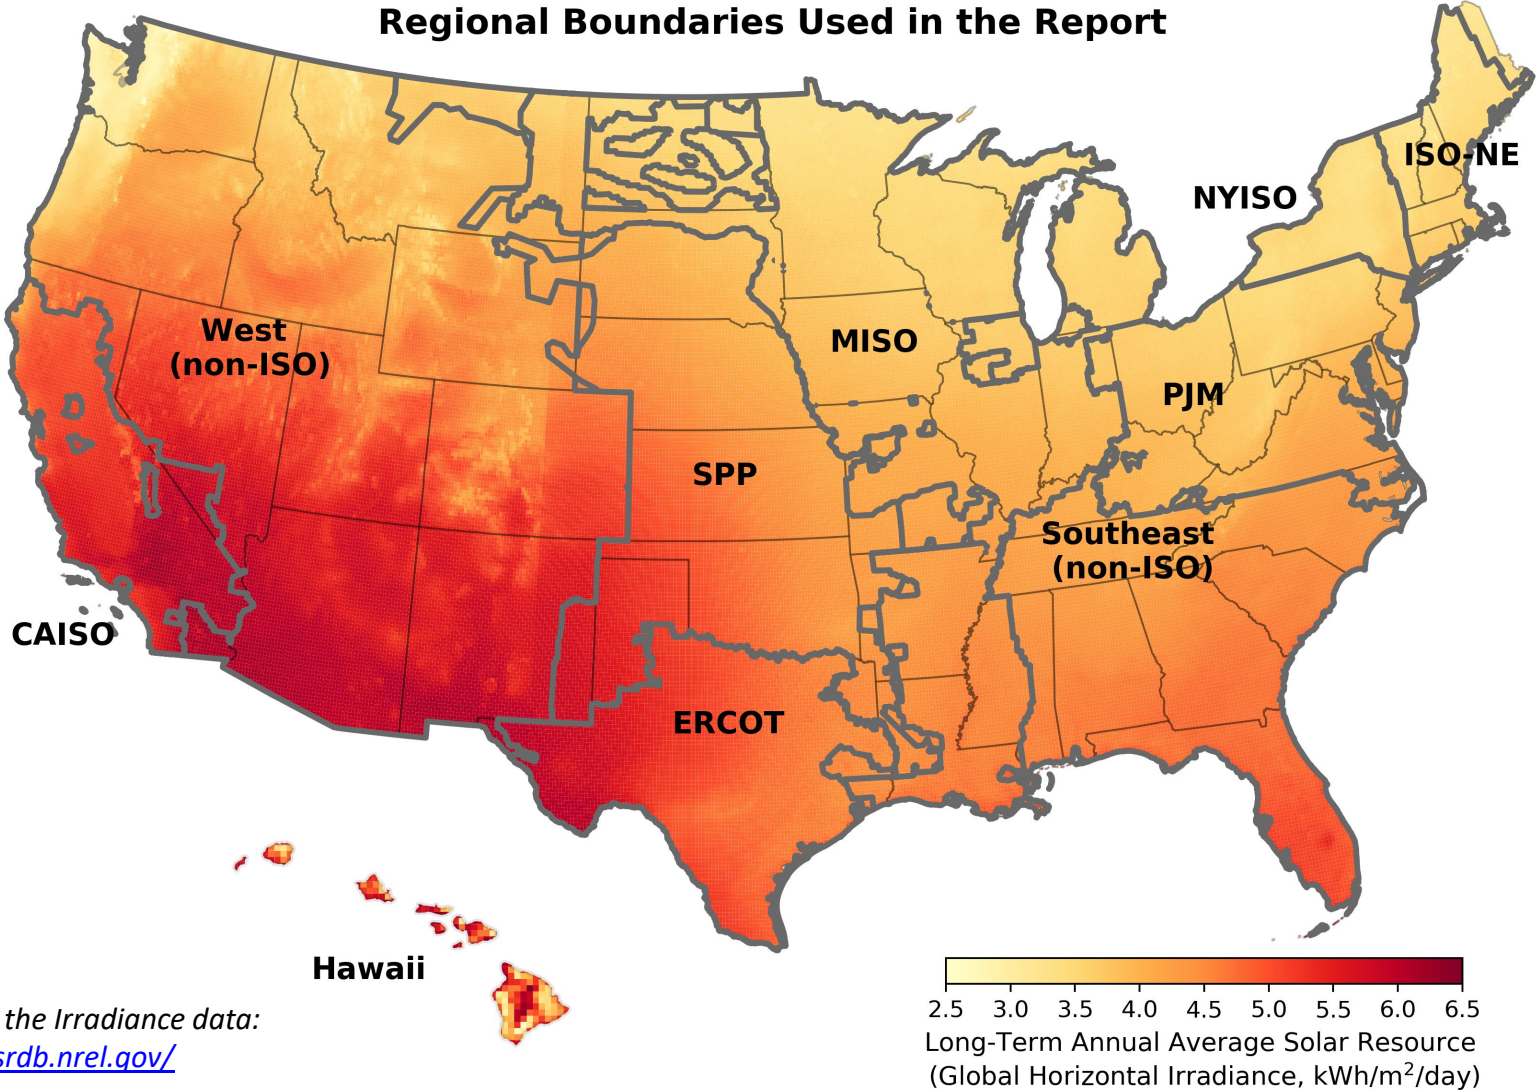 Regional Boundaries Used in the Report
ISO-NE
NYISO
West
(non-ISO)
MISO
PJM
SPP
Southeast
(non-ISO)
CAISO
ERCOT
Hawaii
2.5 3.0 3.5 4.0 4.5 5.0 5.5 6.0 6.5
Long-Term Annual Average Solar Resource
(Global Horizontal Irradiance, kWh/m²/day)
the Irradiance data:
srdb.nrel.gov/